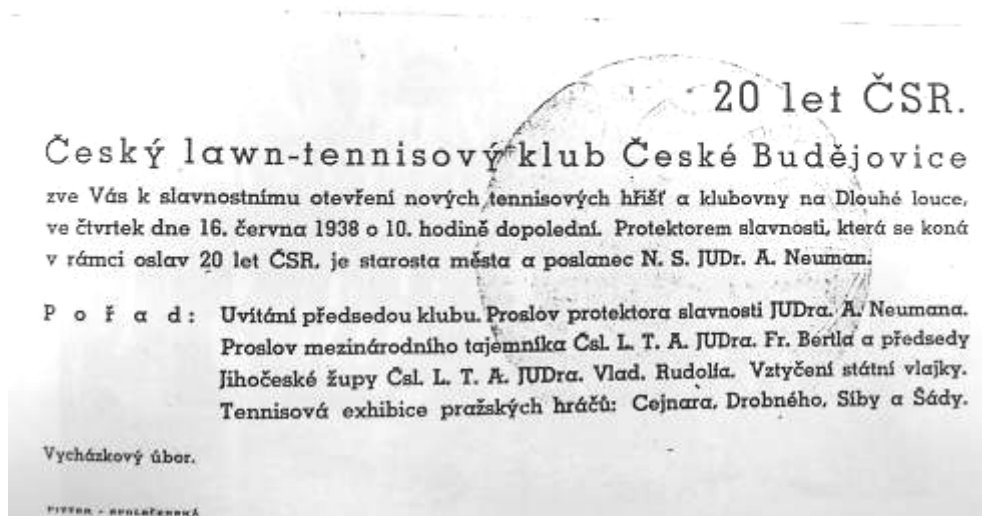 20 let ČSR.
Český lawn-tennisový klub České Budějovice
zve Vás k slavnostnímu otevření nových tennisových hřišť a klubovny na Dlouhé louce,
ve čtvrtek dne 16. června 1938 o 10. hodině dopolední. Protektorem slavnosti, která se koná
v rámci oslav 20 let ČSR. je starosta města a poslanec N. S. JUDr. A. Neuman.
Pořad: Uvítání předsedou klubu. Proslov protektora slavnosti JUDra. A. Neumana.
Proslov mezinárodního tajemníka Čsl. L. T. A. JUDra. Fr. Bertla a předsedy
Jihočeské župy Čsl. L. T. A. JUDra. Vlad. Rudolfa. Vztyčení státní vlajky.
Tennisová exhibice pražských hráčů: Cejnara, Drobného, Siby a Šády.
Vycházkový úbor.